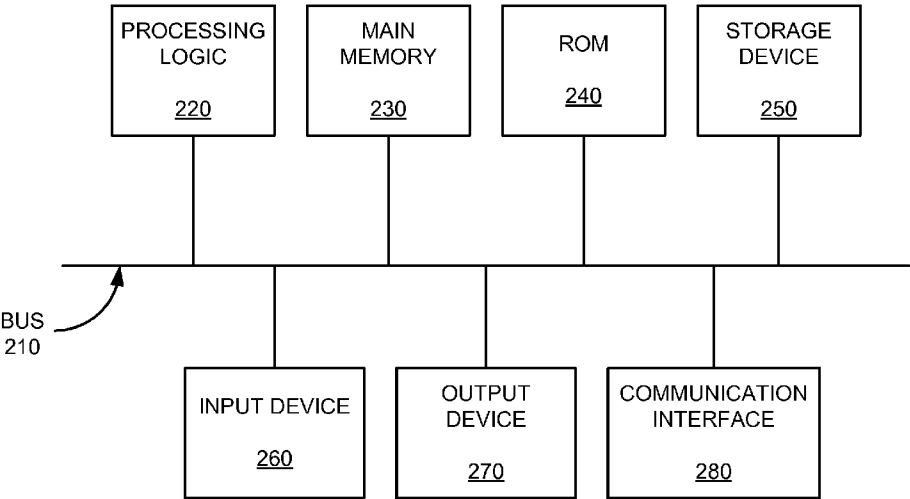 PROCESSING
LOGIC
220
MAIN
MEMORY
230
ROM
240
STORAGE
DEVICE
250
BUS
210
INPUT DEVICE
260
OUTPUT
DEVICE
270
COMMUNICATION
INTERFACE
280